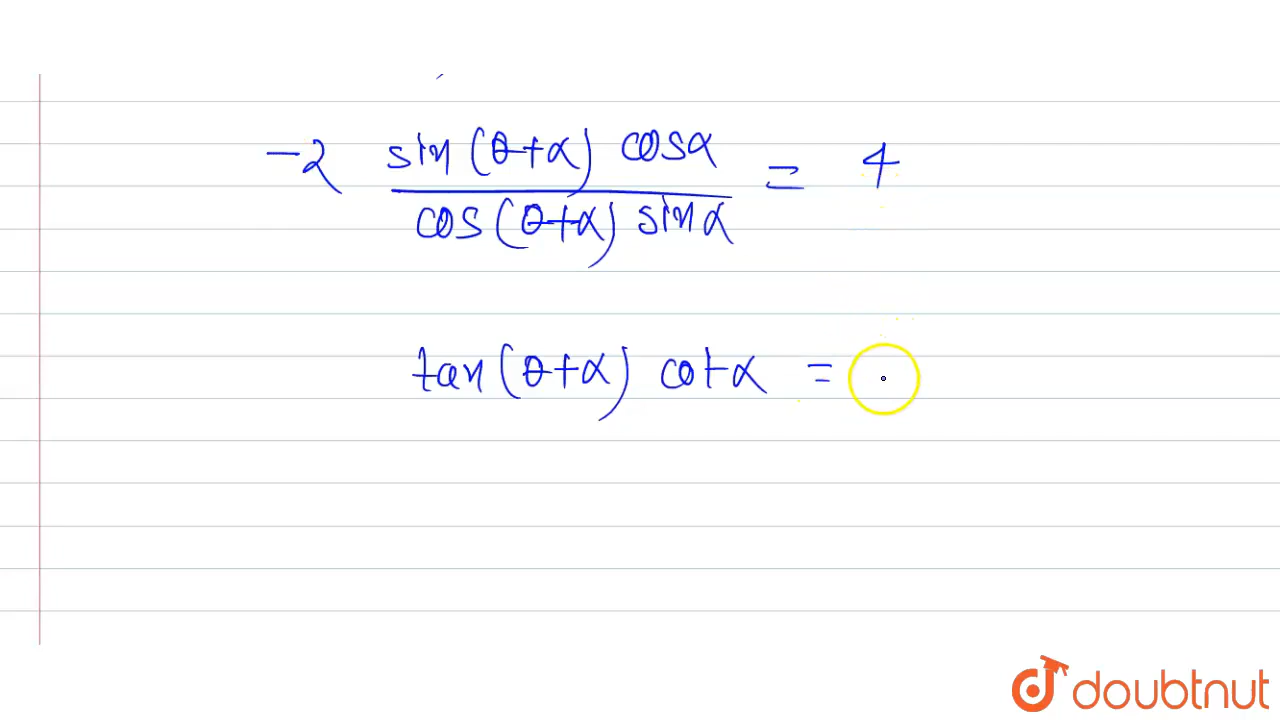 -2 sin(θ+α) cosα / cos(θ+α) sinα = 4
tan(θ+α) cotα =
doubtnut